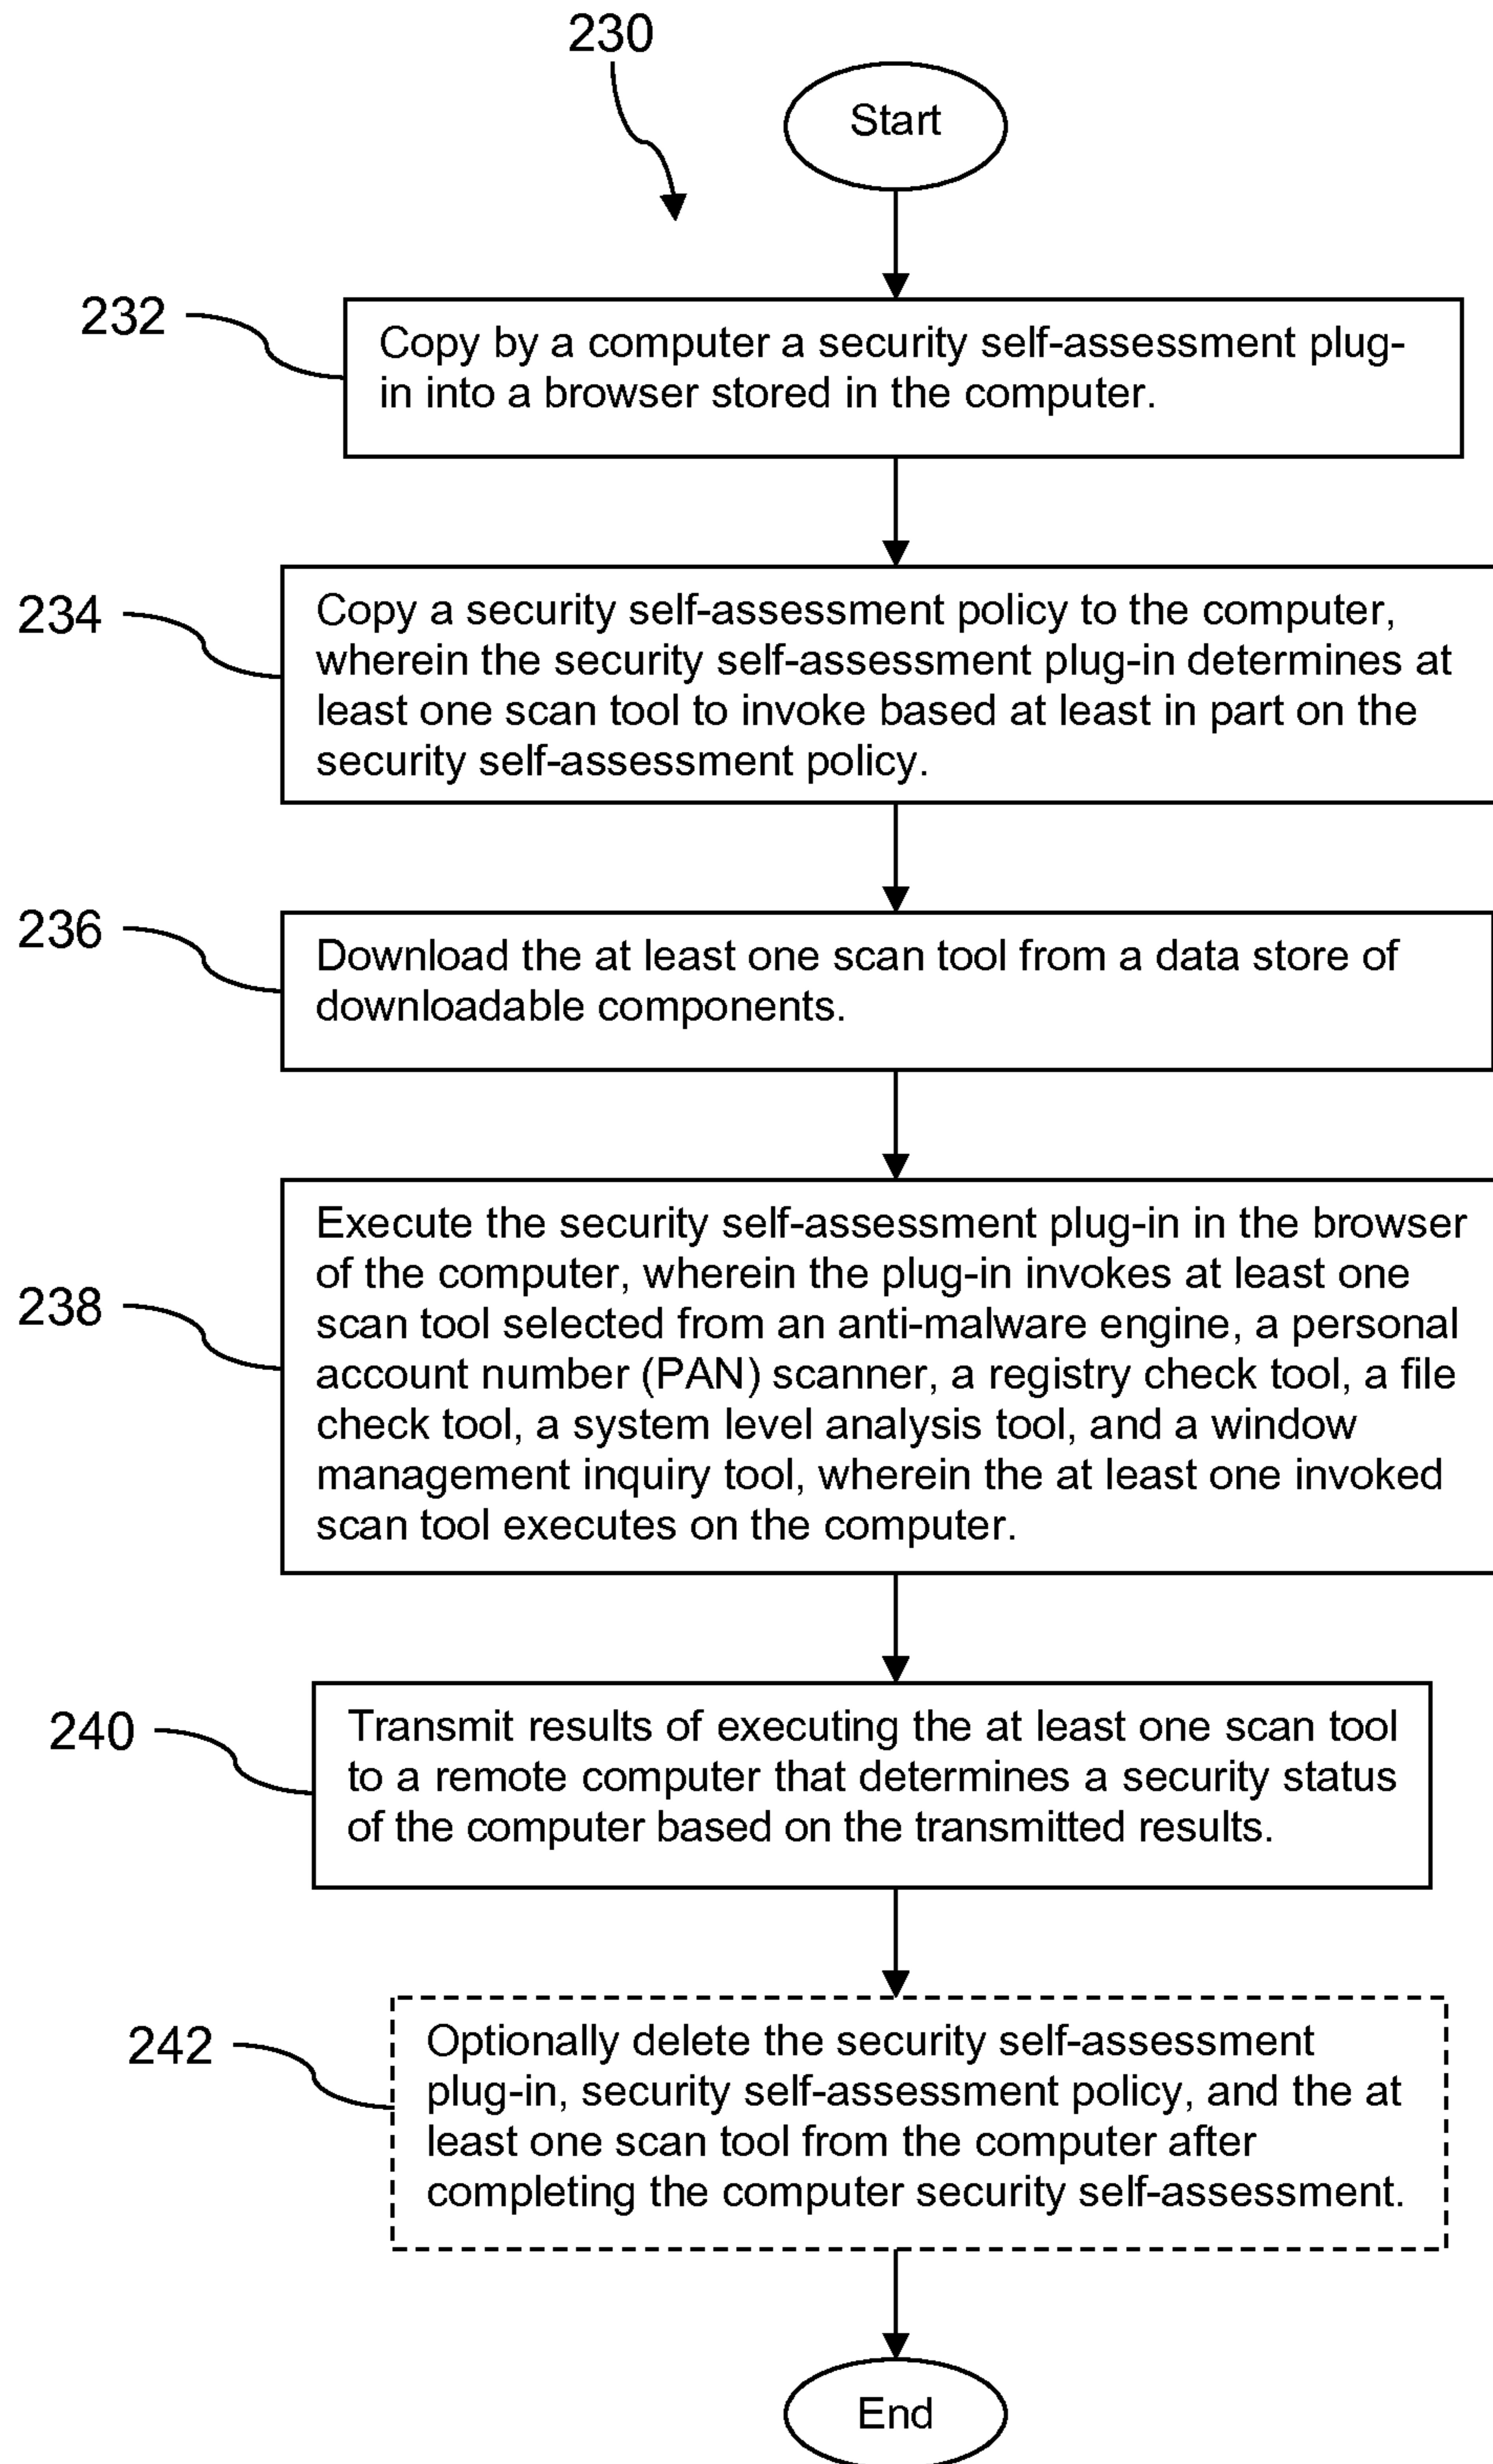 230
Start
232
Copy by a computer a security self-assessment plug-
in into a browser stored in the computer.
234
Copy a security self-assessment policy to the computer,
wherein the security self-assessment plug-in determines at
least one scan tool to invoke based at least in part on the
security self-assessment policy.
236
Download the at least one scan tool from a data store of
downloadable components.
238
Execute the security self-assessment plug-in in the browser
of the computer, wherein the plug-in invokes at least one
scan tool selected from an anti-malware engine, a personal
account number (PAN) scanner, a registry check tool, a file
check tool, a system level analysis tool, and a window
management inquiry tool, wherein the at least one invoked
scan tool executes on the computer.
240
Transmit results of executing the at least one scan tool
to a remote computer that determines a security status
of the computer based on the transmitted results.
242
Optionally delete the security self-assessment
plug-in, security self-assessment policy, and the at
least one scan tool from the computer after
completing the computer security self-assessment.
End